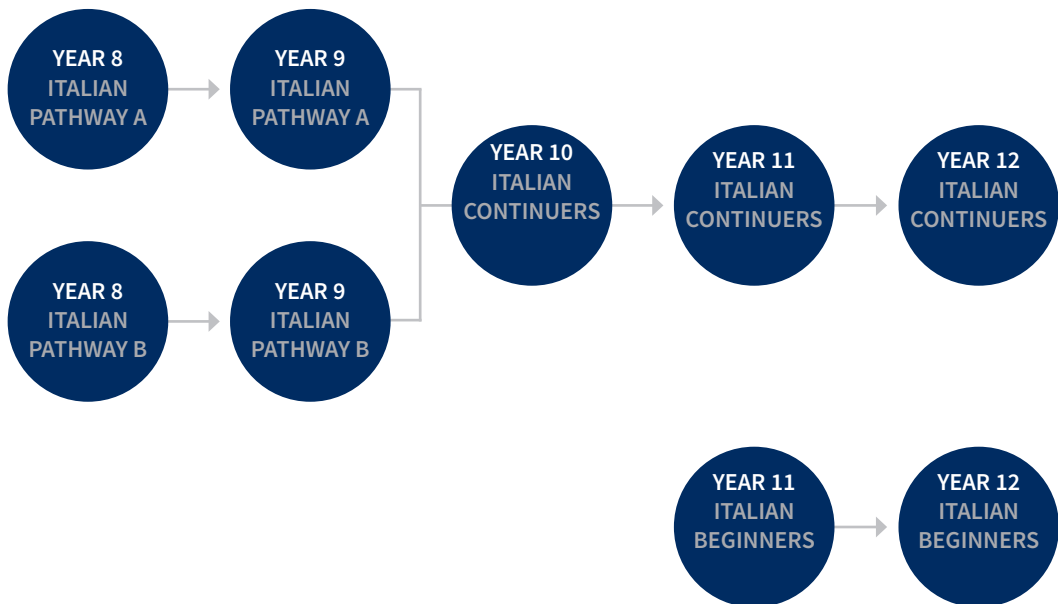 YEAR 8
ITALIAN
PATHWAY A
YEAR 9
ITALIAN
PATHWAY A
YEAR 8
ITALIAN
PATHWAY B
YEAR 9
ITALIAN
PATHWAY B
YEAR 10
ITALIAN
CONTINUERS
YEAR 11
ITALIAN
CONTINUERS
YEAR 12
ITALIAN
CONTINUERS
YEAR 11
ITALIAN
BEGINNERS
YEAR 12
ITALIAN
BEGINNERS